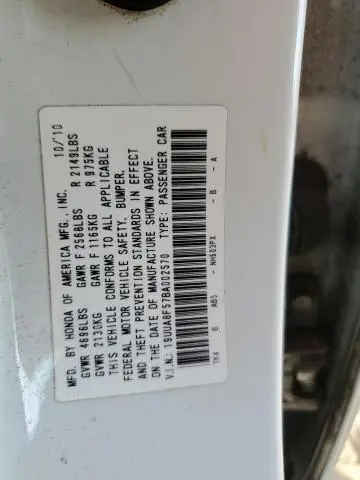 MFD. BY HONDA OF AMERICA MFG., INC. 10/10
GVWR 4696LBS GAWR F 2568LBS R 2149LBS
GVWR 2130KG GAWR F 1165KG R 975KG
THIS VEHICLE CONFORMS TO ALL APPLICABLE
FEDERAL MOTOR VEHICLE SAFETY, BUMPER,
AND THEFT PREVENTION STANDARDS IN EFFECT
ON THE DATE OF MANUFACTURE SHOWN ABOVE.
V.I.N.: 19UUA8F57BA002570 TYPE: PASSENGER CAR
TK4 B AB5 - NH603PX - B - A